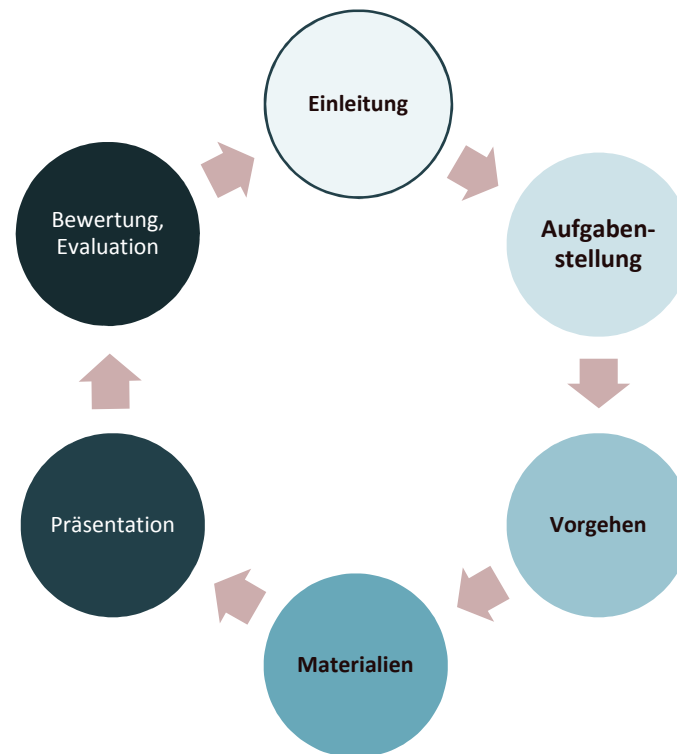 Einleitung
Aufgaben-
stellung
Vorgehen
Materialien
Präsentation
Bewertung,
Evaluation